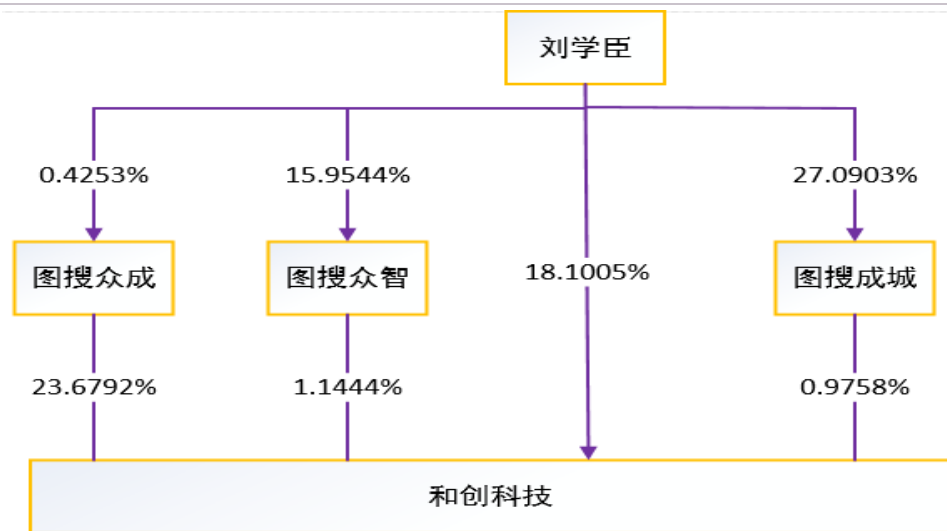 刘学臣
0.4253%
15.9544%
27.0903%
图搜众成
图搜众智
18.1005%
图搜成城
23.6792%
1.1444%
0.9758%
和创科技